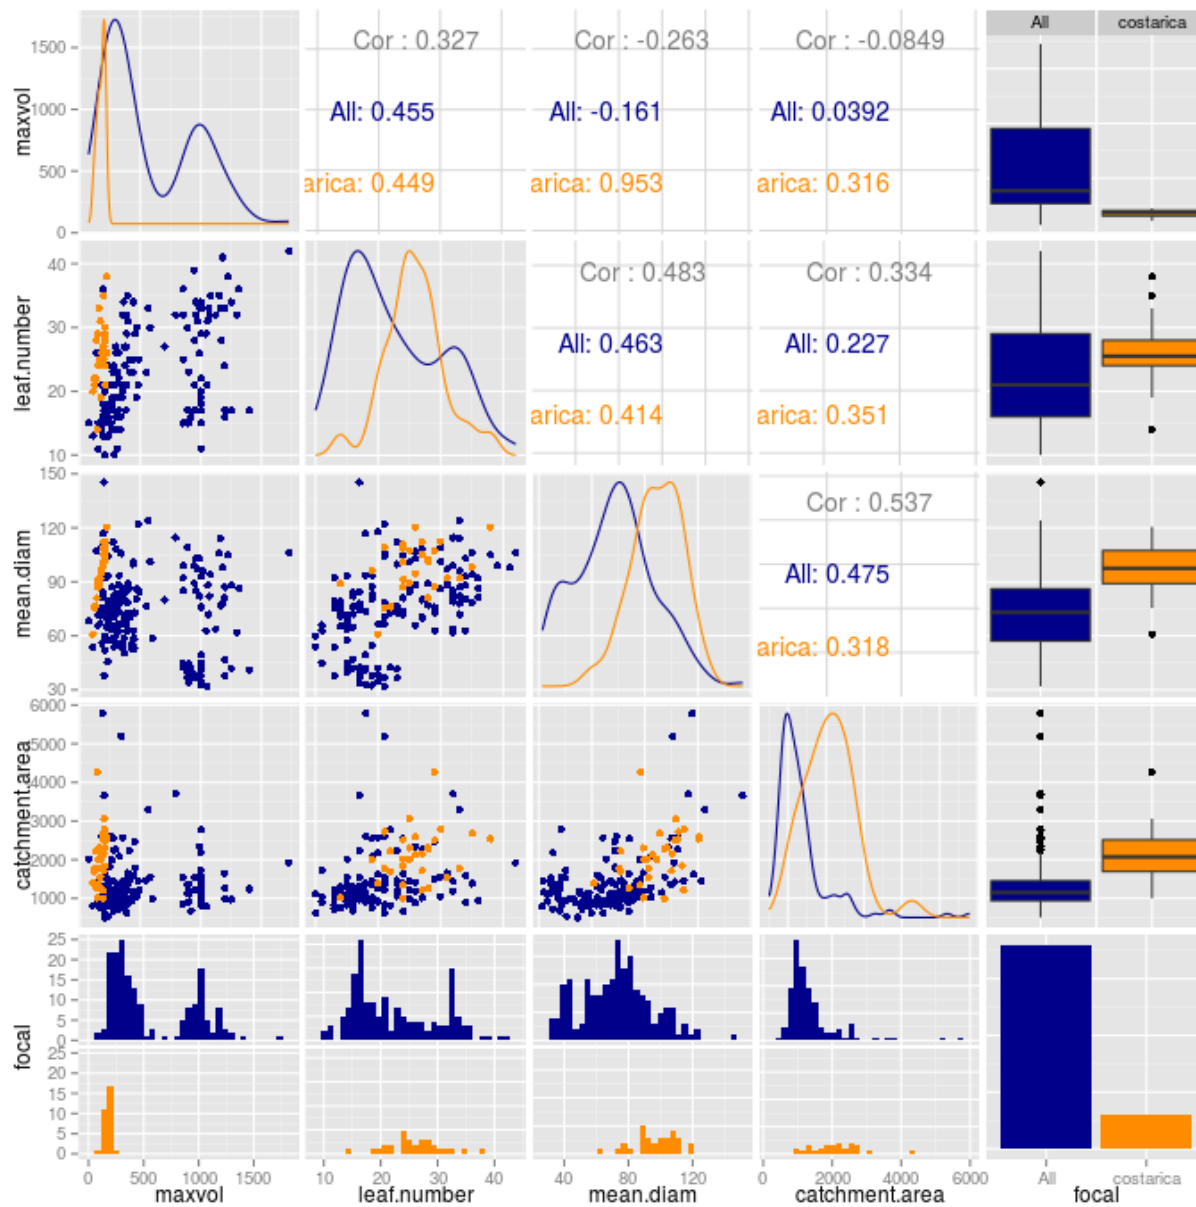 All costarica
maxvol
1500
1000
500
0
Cor : 0.327
All: 0.455
arica: 0.449
Cor : -0.263
All: -0.161
arica: 0.953
Cor : -0.0849
All: 0.0392
arica: 0.316
leaf.number
40
30
20
10
Cor : 0.483
All: 0.463
arica: 0.414
Cor : 0.334
All: 0.227
arica: 0.351
mean.diam
150
120
90
60
30
Cor : 0.537
All: 0.475
arica: 0.318
catchment.area
6000
5000
4000
3000
2000
1000
focal
25
20
15
10
5
0
25
20
15
10
5
0
0 500 1000 1500
10 20 30 40
40 80 120
0 2000 4000 6000
All costarica
maxvol leaf.number mean.diam catchment.area focal